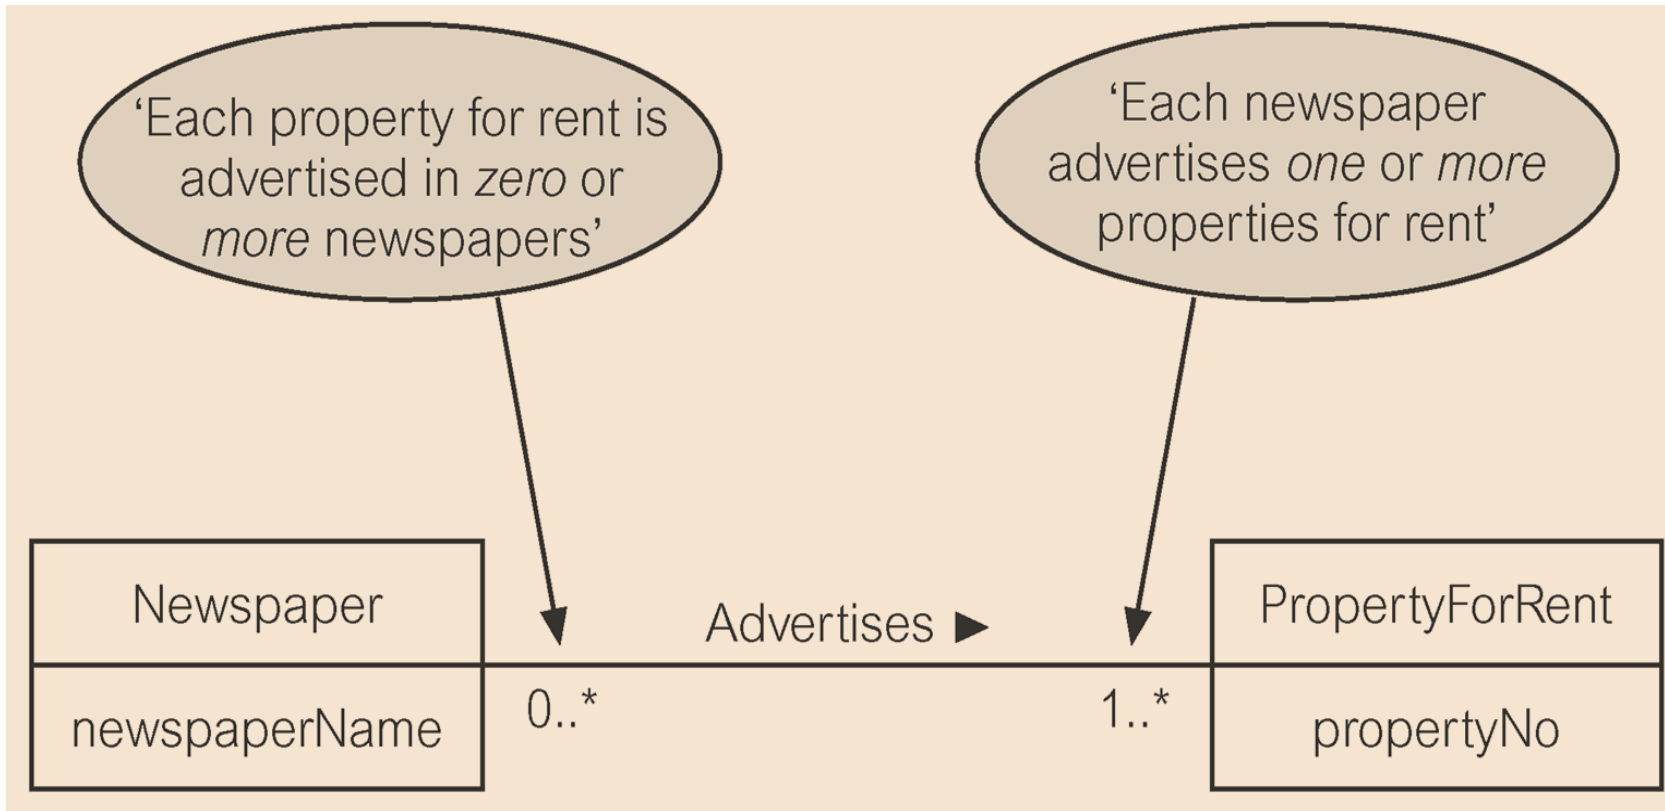 ‘Each property for rent is
advertised in zero or
more newspapers’
‘Each newspaper
advertises one or more
properties for rent’
Newspaper
newspaperName
0..*
Advertises ►
1..*
PropertyForRent
propertyNo